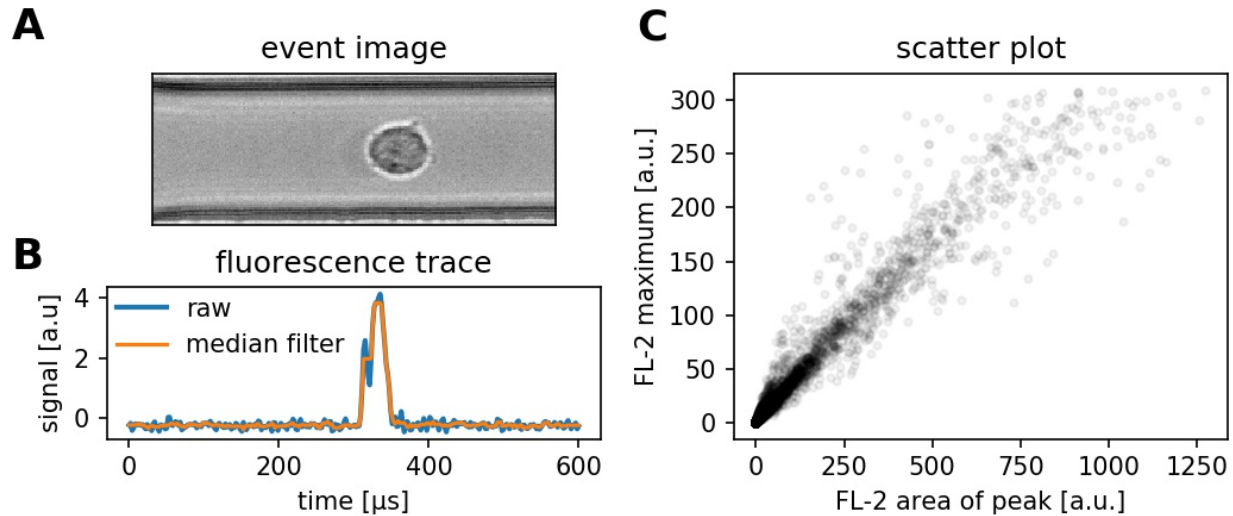 A
event image
B
fluorescence trace
signal [a.u]
4
2
0
raw
median filter
0
200
400
600
time [µs]
C
scatter plot
FL-2 maximum [a.u.]
300
250
200
150
100
50
0
0
250
500
750
1000
1250
FL-2 area of peak [a.u.]